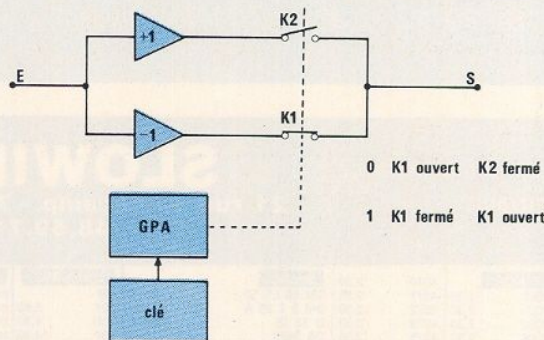 K2
+1
E
S
K1
-1
0 K1 ouvert K2 fermé
GPA
1 K1 fermé K1 ouvert
clé